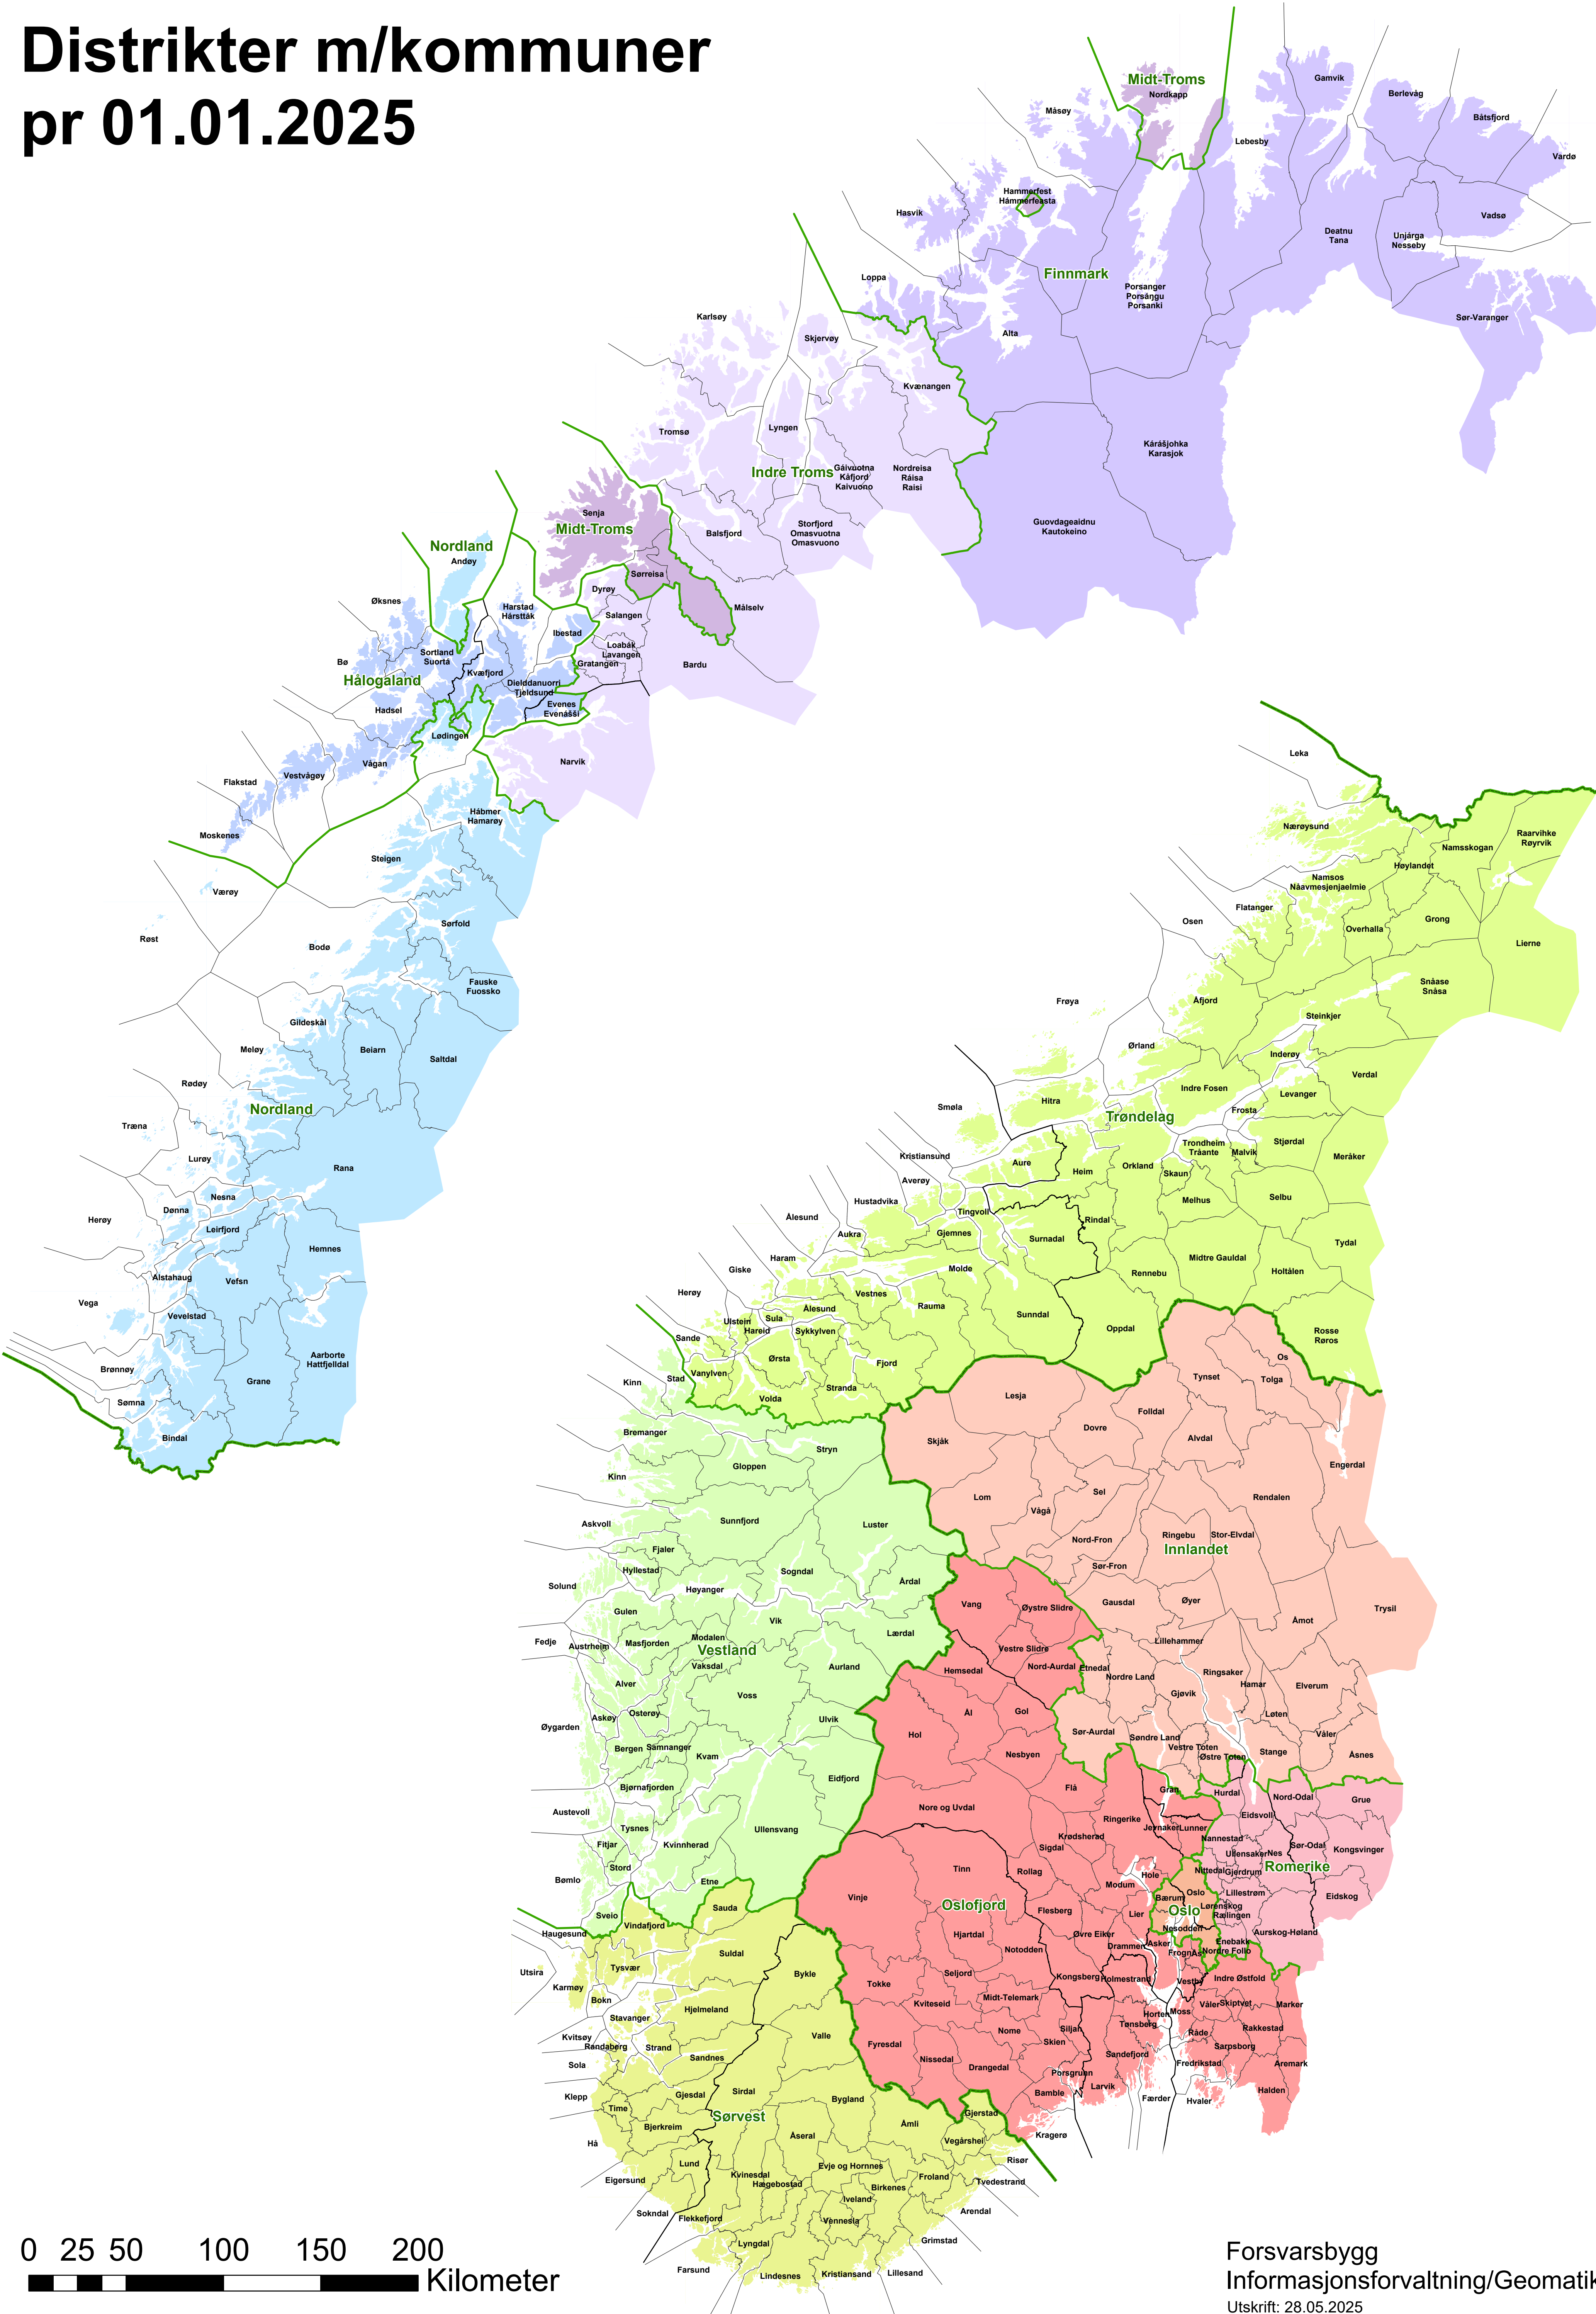 Distrikter m/kommuner
pr 01.01.2025
Midt-Troms
Nordkapp
Gamvik
Berlevåg
Båtsfjord
Vardø
Måsøy
Lebesby
Hammerfest
Hámmerfeasta
Hasvik
Vadsø
Deatnu
Tana
Unjárga
Nesseby
Finnmark
Loppa
Porsanger
Porsáŋgu
Porsanki
Sør-Varanger
Alta
Karlsøy
Skjervøy
Kvænangen
Tromsø
Lyngen
Kárášjohka
Karasjok
Indre Troms
Gáivuotna
Kåfjord
Kaivuono
Nordreisa
Ráisa
Raisi
Guovdageaidnu
Kautokeino
Storfjord
Omasvuotna
Omasvuono
Balsfjord
Senja
Midt-Troms
Nordland
Andøy
Sørreisa
Dyrøy
Målselv
Øksnes
Harstad
Hárstták
Salangen
Ibestad
Loabák
Lavangen
Gratangen
Bardu
Bø
Sortland
Suortá
Kvæfjord
Hålogaland
Dielddanuorri
Tjeldsund
Evenes
Evenášši
Hadsel
Lødingen
Narvik
Vågan
Vestvågøy
Flakstad
Moskenes
Hábmer
Hamarøy
Steigen
Værøy
Røst
Sørfold
Bodø
Fauske
Fuossko
Gildeskål
Beiarn
Saltdal
Meløy
Rødøy
Nordland
Træna
Lurøy
Rana
Nesna
Dønna
Herøy
Leirfjord
Hemnes
Alstahaug
Vefsn
Vega
Vevelstad
Brønnøy
Aarborte
Hattfjelldal
Grane
Sømna
Bindal
Leka
Nærøysund
Raarvihke
Røyrvik
Namsskogan
Høylandet
Namsos
Nåavmesjenjaelmie
Flatanger
Osen
Overhalla
Grong
Lierne
Snåase
Snåsa
Frøya
Åfjord
Steinkjer
Ørland
Inderøy
Verdal
Indre Fosen
Levanger
Hitra
Smøla
Frosta
Trøndelag
Trondheim
Tråante
Malvik
Stjørdal
Meråker
Kristiansund
Aure
Heim
Orkland
Skaun
Averøy
Melhus
Selbu
Hustadvika
Tingvoll
Rindal
Ålesund
Aukra
Gjemnes
Surnadal
Tydal
Haram
Giske
Molde
Rennebu
Midtre Gauldal
Holtålen
Herøy
Vestnes
Rauma
Ålesund
Sula
Ulstein
Hareid
Sykkylven
Sunndal
Oppdal
Rosse
Røros
Sande
Ørsta
Fjord
Vanylven
Stad
Stranda
Volda
Kinn
Os
Tynset
Tolga
Lesja
Folldal
Dovre
Alvdal
Skjåk
Bremanger
Stryn
Gloppen
Engerdal
Kinn
Lom
Sel
Rendalen
Vågå
Askvoll
Sunnfjord
Luster
Nord-Fron
Ringebu
Stor-Elvdal
Innlandet
Fjaler
Hyllestad
Sogndal
Sør-Fron
Solund
Høyanger
Årdal
Gausdal
Øyer
Vang
Øystre Slidre
Trysil
Gulen
Vik
Åmot
Fedje
Austrheim
Masfjorden
Modalen
Vestland
Lærdal
Vestre Slidre
Lillehammer
Vaksdal
Aurland
Hemsedal
Nord-Aurdal
Etnedal
Nordre Land
Ringsaker
Hamar
Elverum
Alver
Voss
Gjøvik
Askøy
Osterøy
Ulvik
Ål
Gol
Løten
Øygarden
Hol
Sør-Aurdal
Søndre Land
Våler
Bergen
Samnanger
Kvam
Vestre Toten
Østre Toten
Stange
Åsnes
Nesbyen
Bjørnafjorden
Eidfjord
Flå
Gran
Hurdal
Nord-Odal
Grue
Austevoll
Tysnes
Ullensvang
Nore og Uvdal
Ringerike
Eidsvoll
Jevnaker
Lunner
Nannestad
Fitjar
Kvinnherad
Krødsherad
Sigdal
Ullensaker
Nes
Sør-Odal
Kongsvinger
Stord
Romerike
Bømlo
Etne
Tinn
Rollag
Hole
Nittedal
Gjerdrum
Modum
Vinje
Bærum
Oslo
Lillestrøm
Eidskog
Sveio
Sauda
Oslofjord
Flesberg
Lier
Oslo
Lørenskog
Rælingen
Vindafjord
Haugesund
Hjartdal
Øvre Eiker
Nesodden
Aurskog-Høland
Suldal
Notodden
Drammen
Asker
Enebakk
Frogn
Ås
Nordre Follo
Utsira
Tysvær
Bykle
Seljord
Kongsberg
Holmestrand
Vestby
Indre Østfold
Karmøy
Tokke
Bokn
Midt-Telemark
Kviteseid
Hjelmeland
Stavanger
Horten
Moss
Våler
Skiptvet
Marker
Tønsberg
Kvitsøy
Randaberg
Strand
Valle
Nome
Siljan
Skien
Råde
Rakkestad
Fyresdal
Sandefjord
Sarpsborg
Sola
Sandnes
Nissedal
Drangedal
Fredrikstad
Aremark
Porsgrunn
Klepp
Gjesdal
Sirdal
Bygland
Bamble
Larvik
Færder
Hvaler
Halden
Time
Sørvest
Åmli
Gjerstad
Bjerkreim
Åseral
Vegårshei
Kragerø
Hå
Lund
Evje og Hornnes
Risør
Eigersund
Kvinesdal
Hægebostad
Froland
Tvedestrand
Birkenes
Iveland
Sokndal
Flekkefjord
Vennesla
Arendal
Grimstad
Lyngdal
Farsund
Lindesnes
Kristiansand
Lillesand
0 25 50 100 150 200
Kilometer
Forsvarsbygg
Informasjonsforvaltning/Geomatik
Utskrift: 28.05.2025